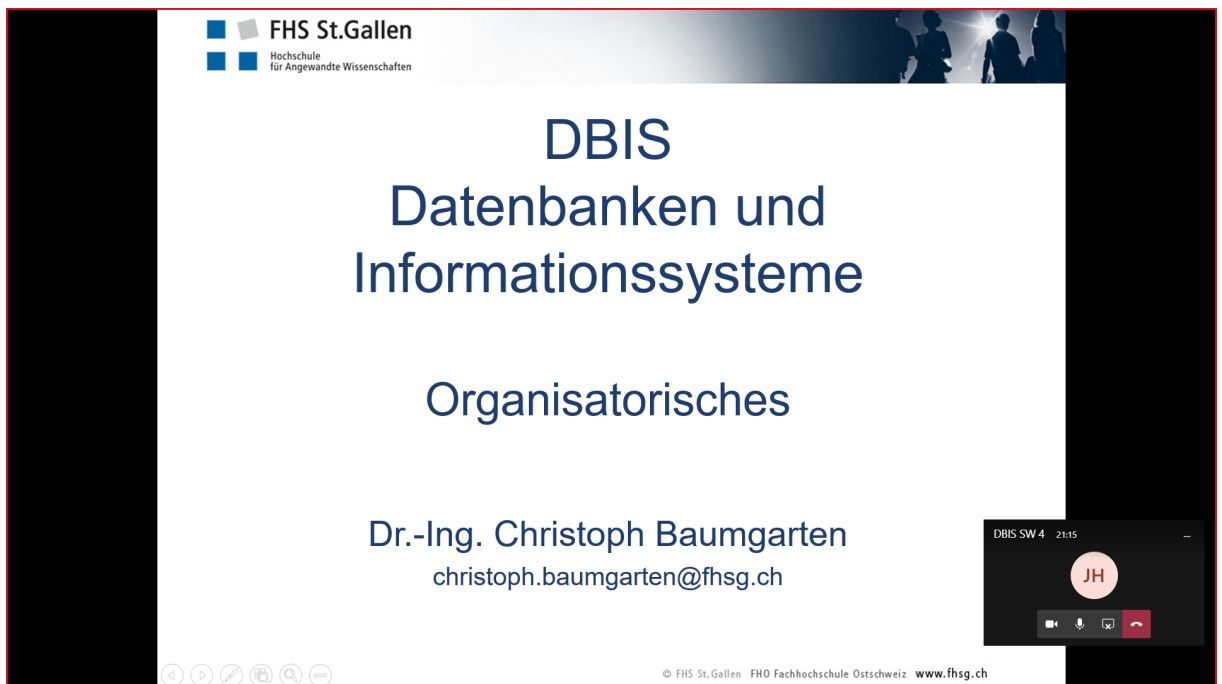 FHS St.Gallen
Hochschule
für Angewandte Wissenschaften
DBIS
Datenbanken und
Informationssysteme
Organisatorisches
Dr.-Ing. Christoph Baumgarten
christoph.baumgarten@fhsg.ch
DBIS SW 4 21:15
JH
© FHS St.Gallen FHO Fachhochschule Ostschweiz www.fhsg.ch